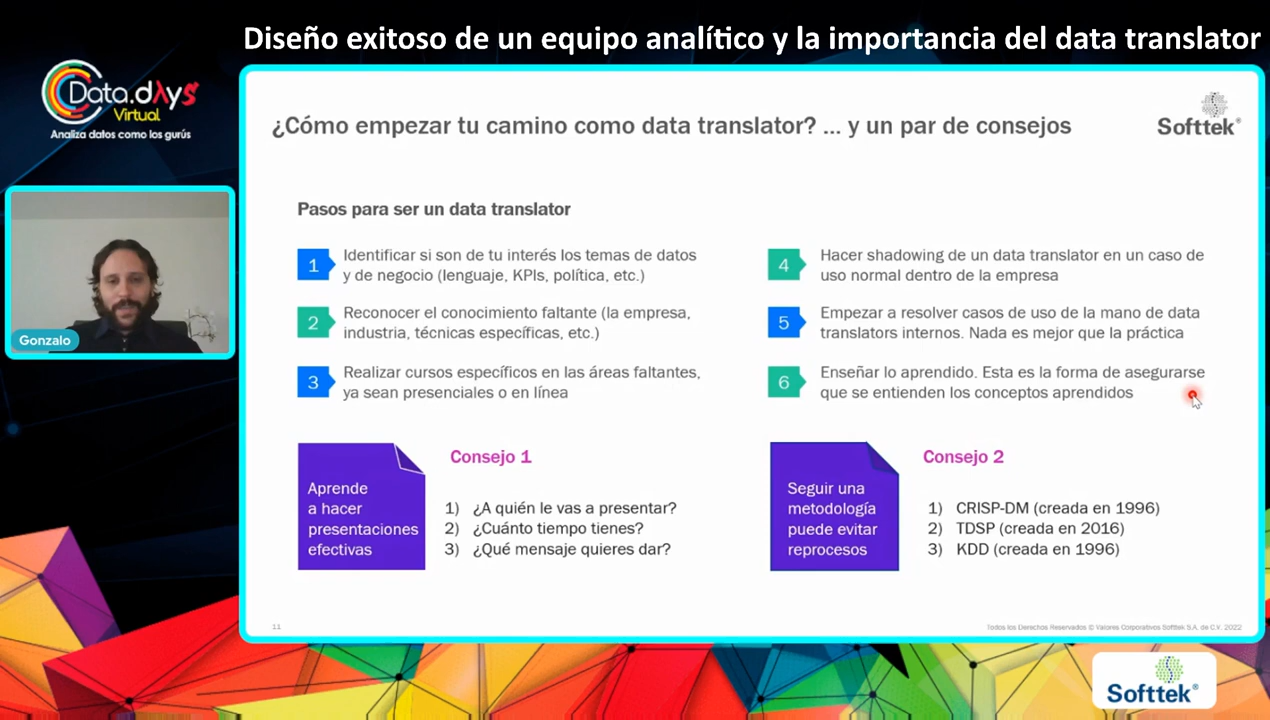 Diseño exitoso de un equipo analítico y la importancia del data translator
Data.dAys
Virtual
Analiza datos como los gurús
¿Cómo empezar tu camino como data translator? ... y un par de consejos
Softtek®
Pasos para ser un data translator
1
Identificar si son de tu interés los temas de datos
y de negocio (lenguaje, KPIs, política, etc.)
2
Reconocer el conocimiento faltante (la empresa,
industria, técnicas específicas, etc.)
3
Realizar cursos específicos en las áreas faltantes,
ya sean presenciales o en línea
4
Hacer shadowing de un data translator en un caso de
uso normal dentro de la empresa
5
Empezar a resolver casos de uso de la mano de data
translators internos. Nada es mejor que la práctica
6
Enseñar lo aprendido. Esta es la forma de asegurarse
que se entienden los conceptos aprendidos
Gonzalo
Aprende
a hacer
presentaciones
efectivas
Consejo 1
1) ¿A quién le vas a presentar?
2) ¿Cuánto tiempo tienes?
3) ¿Qué mensaje quieres dar?
Seguir una
metodología
puede evitar
reprocesos
Consejo 2
1) CRISP-DM (creada en 1996)
2) TDSP (creada en 2016)
3) KDD (creada en 1996)
11
Todos los Derechos Reservados © Valores Corporativos Softtek S.A. de C.V. 2022
Softtek®